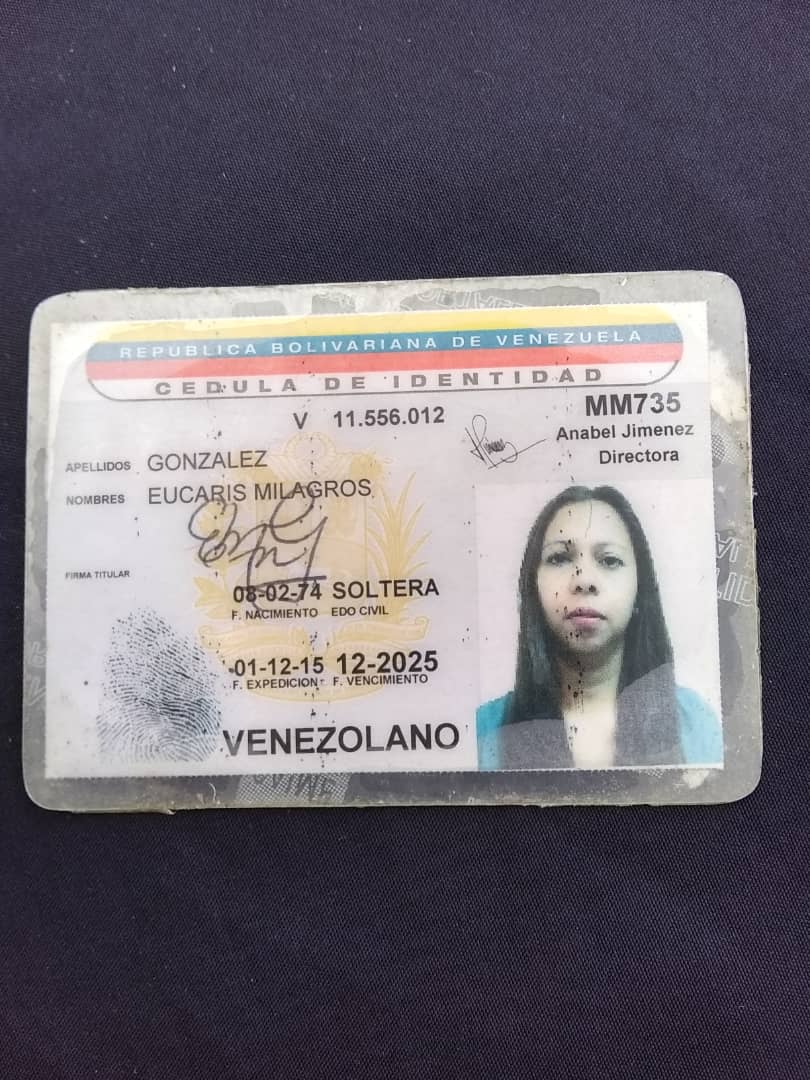 REPUBLICA BOLIVARIANA DE VENEZUELA
CEDULA DE IDENTIDAD
V 11.556.012
MM735
Anabel Jimenez
Directora
APELLIDOS GONZALEZ
NOMBRES EUCARIS MILAGROS
FIRMA TITULAR
08-02-74 SOLTERA
F. NACIMIENTO EDO CIVIL
01-12-15 12-2025
F. EXPEDICION F. VENCIMIENTO
VENEZOLANO